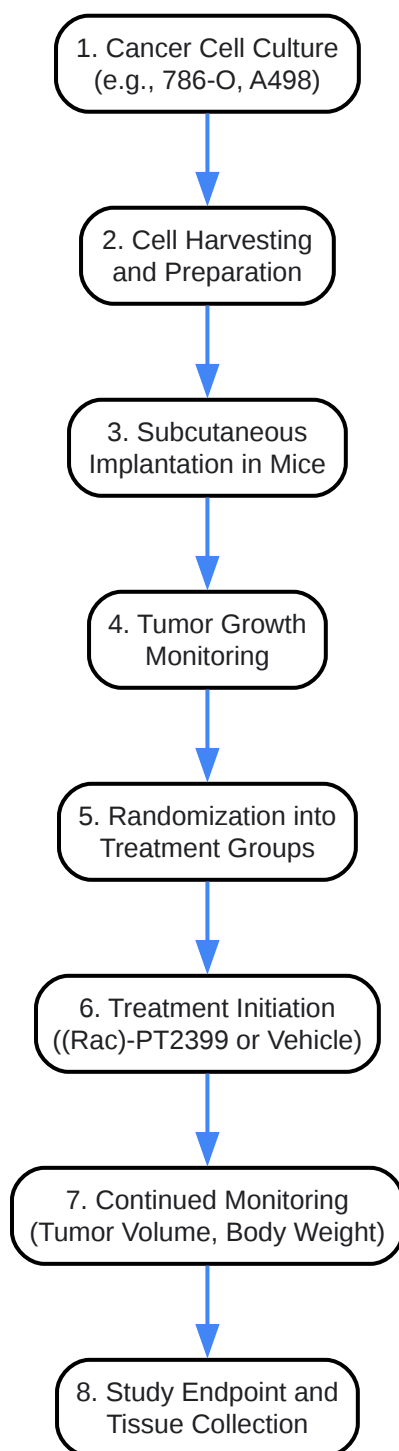 1. Cancer Cell Culture
(e.g., 786-O, A498)
2. Cell Harvesting
and Preparation
3. Subcutaneous
Implantation in Mice
4. Tumor Growth
Monitoring
5. Randomization into
Treatment Groups
6. Treatment Initiation
((Rac)-PT2399 or Vehicle)
7. Continued Monitoring
(Tumor Volume, Body Weight)
8. Study Endpoint and
Tissue Collection